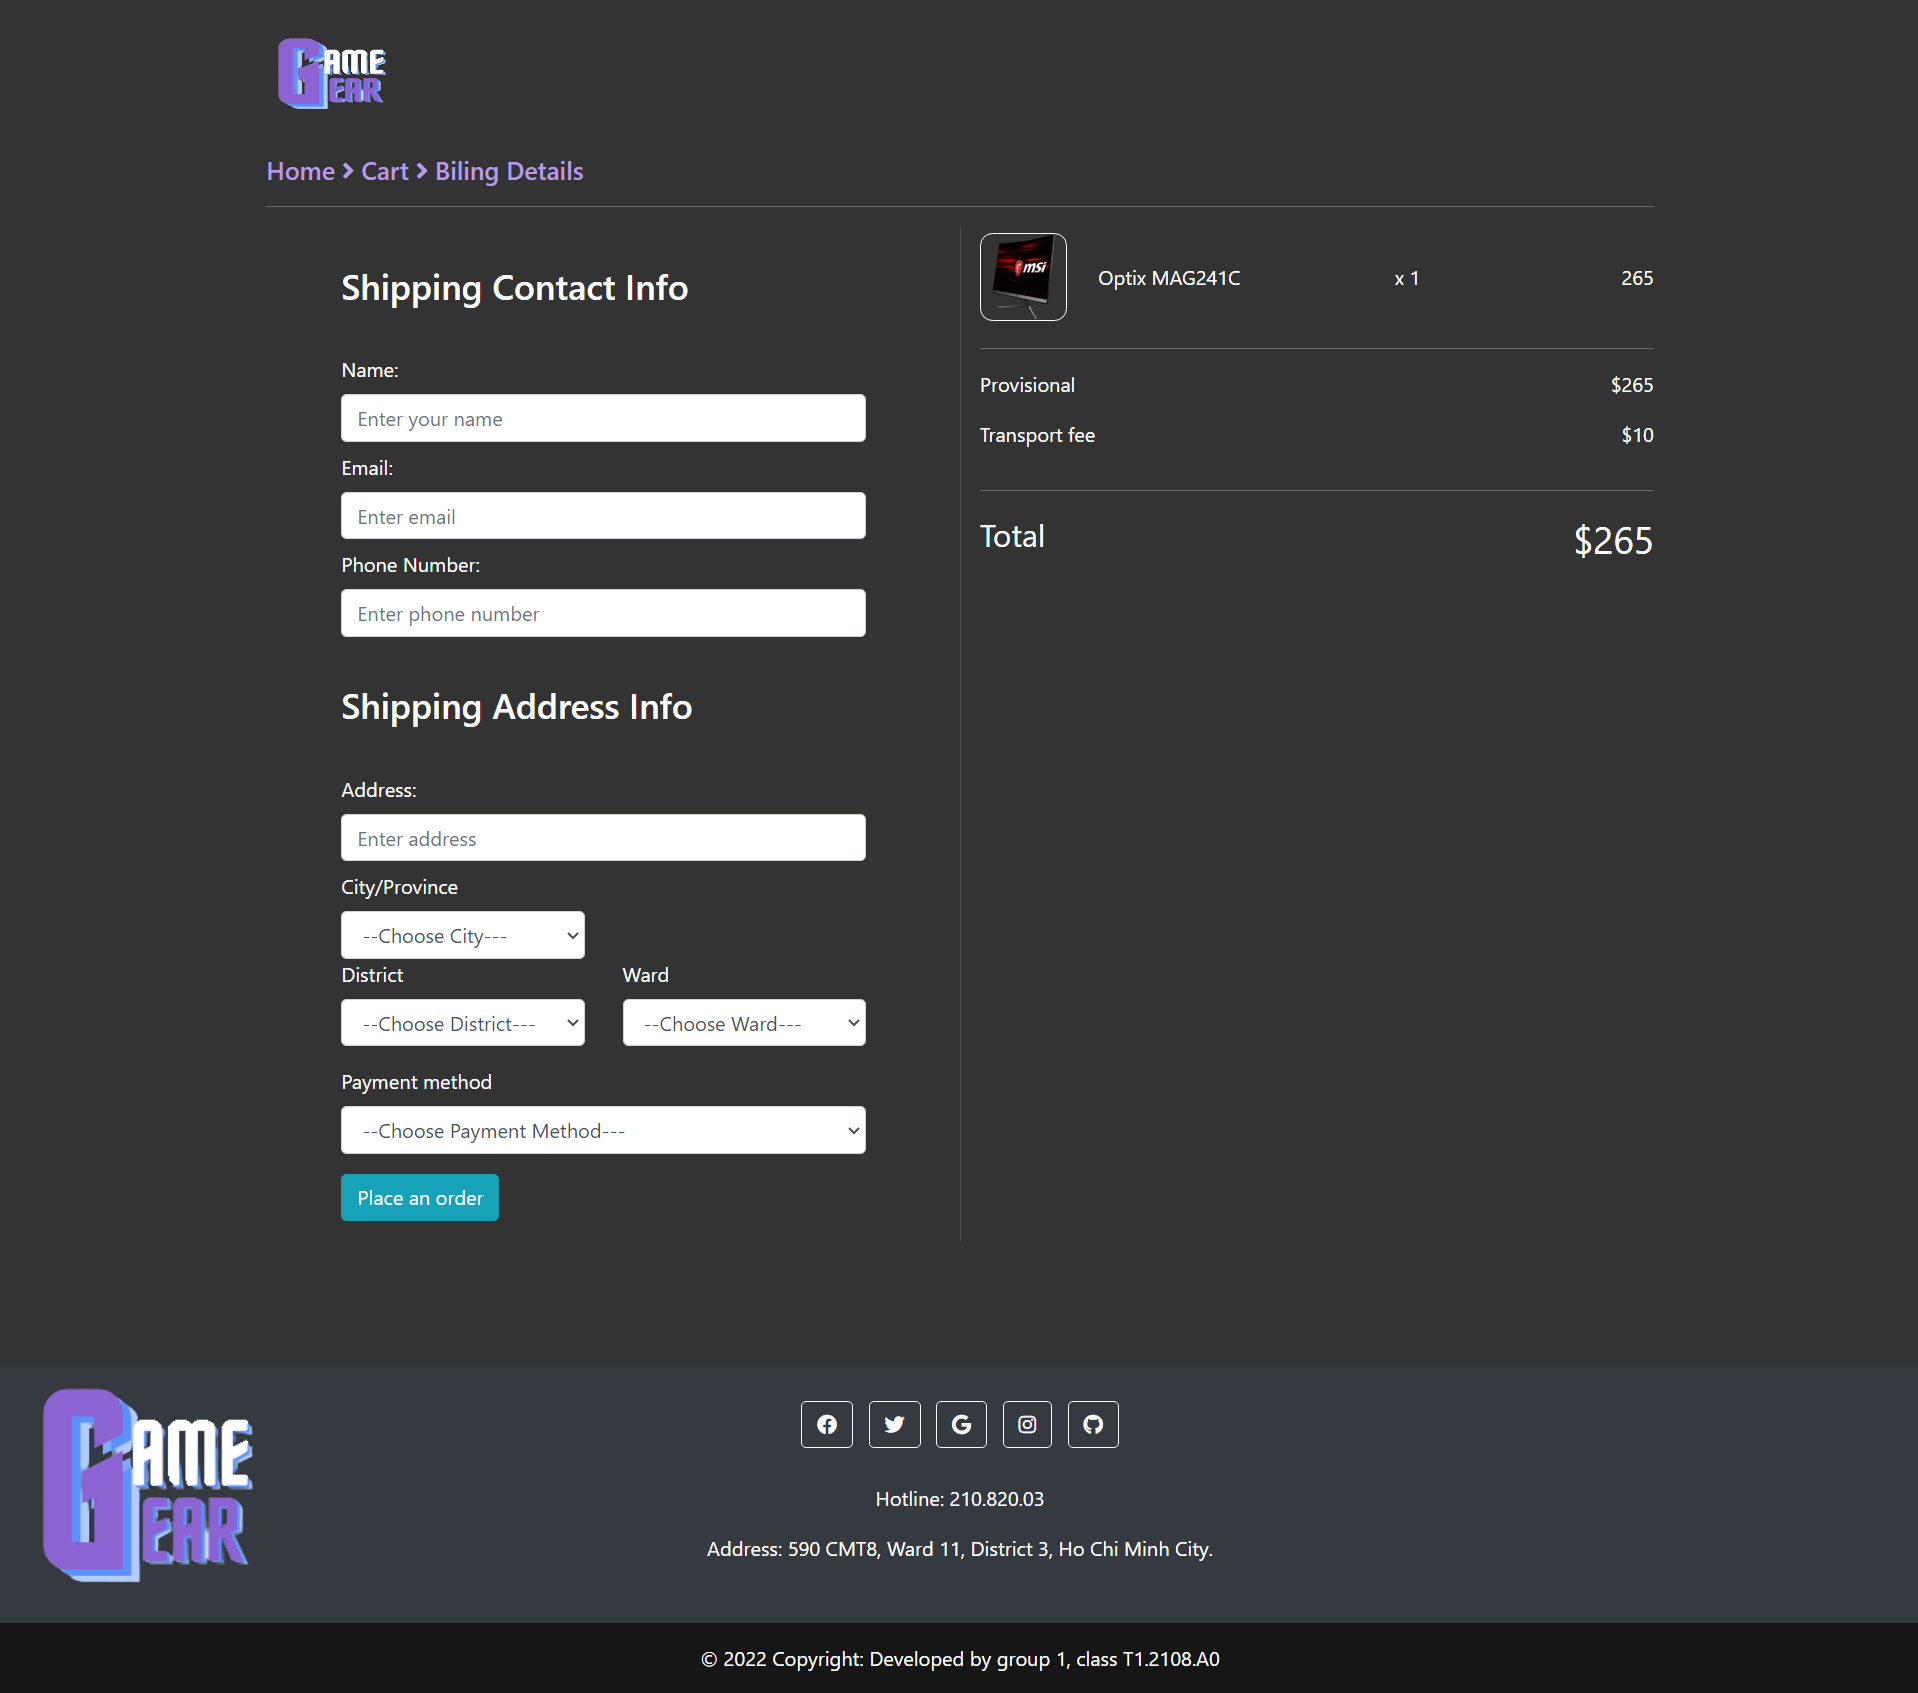 GAME
GEAR
Home > Cart > Biling Details
Shipping Contact Info
Name:
Enter your name
Email:
Enter email
Phone Number:
Enter phone number
Shipping Address Info
Address:
Enter address
City/Province
--Choose City---
District
Ward
--Choose District---
--Choose Ward---
Payment method
--Choose Payment Method---
Place an order
msi
Optix MAG241C x 1 265
Provisional $265
Transport fee $10
Total $265
GAME
GEAR
Hotline: 210.820.03
Address: 590 CMT8, Ward 11, District 3, Ho Chi Minh City.
© 2022 Copyright: Developed by group 1, class T1.2108.A0